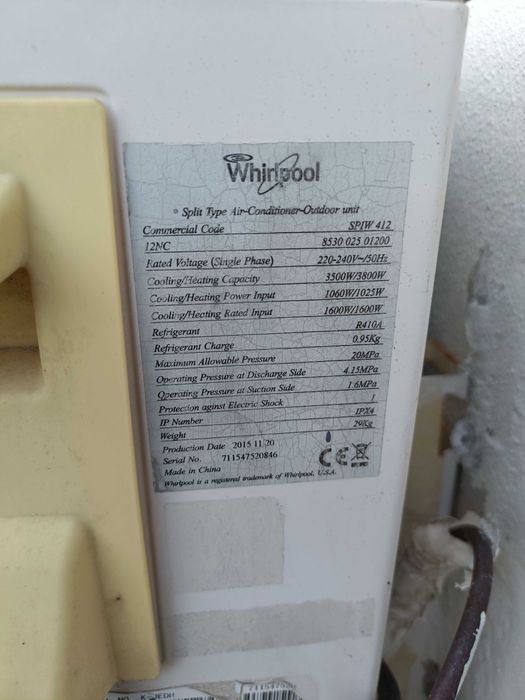 Whirlpool
Split Type Air-Conditioner-Outdoor unit
Commercial Code SPIW 412
12NC 8530 025 01200
Rated Voltage (Single Phase) 220-240V~/50Hz
Cooling/Heating Capacity 3500W/3800W
Cooling/Heating Power Input 1060W/1025W
Cooling/Heating Rated Input 1600W/1600W
Refrigerant R410A
Refrigerant Charge 0.95Kg
Maximum Allowable Pressure 20MPa
Operating Pressure at Discharge Side 4.15MPa
Operating Pressure at Suction Side 1.6MPa
Protection against Electric Shock I
IP Number IPX4
Weight 29Kg
Production Date 2015 11 20
Serial No. 711547520846
Made in China
CE
Whirlpool is a registered trademark of Whirlpool, U.S.A.